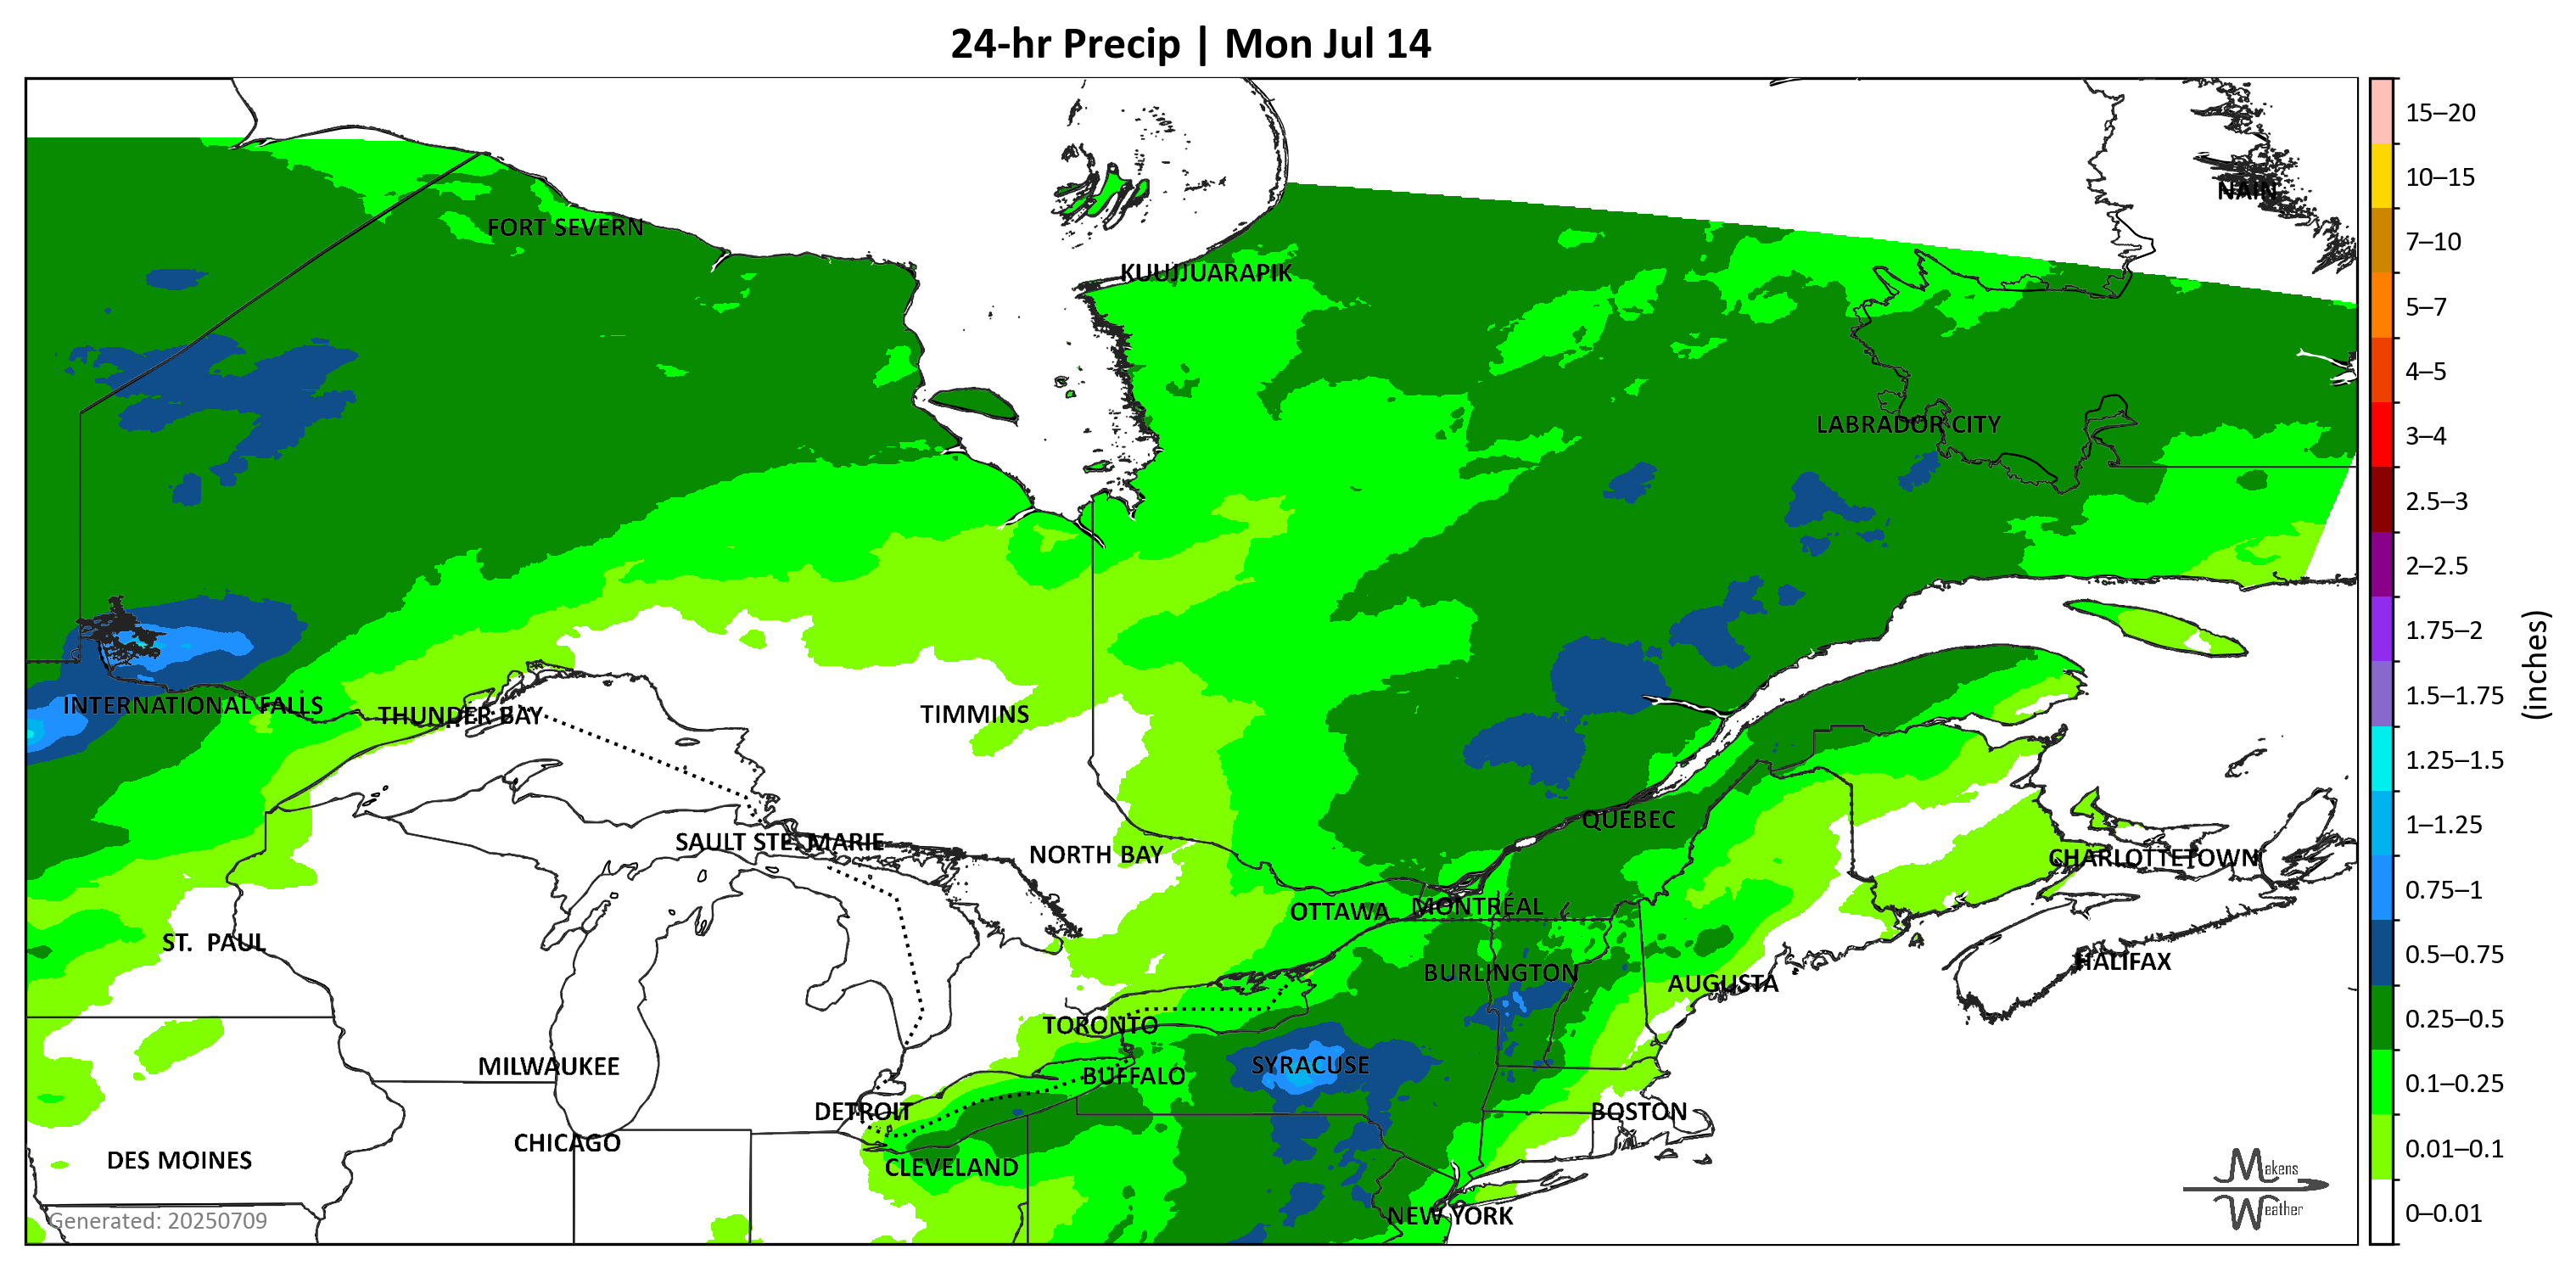 24-hr Precip | Mon Jul 14
NAIN
FORT SEVERN
KUUJJUARAPIK
LABRADOR CITY
INTERNATIONAL FALLS
THUNDER BAY
TIMMINS
QUEBEC
SAULT STE. MARIE
NORTH BAY
CHARLOTTETOWN
OTTAWA
MONTRÉAL
ST. PAUL
HALIFAX
BURLINGTON
AUGUSTA
TORONTO
MILWAUKEE
SYRACUSE
BUFFALO
DETROIT
BOSTON
CHICAGO
DES MOINES
CLEVELAND
NEW YORK
Generated: 20250709
Makens
Weather
15–20
10–15
7–10
5–7
4–5
3–4
2.5–3
2–2.5
1.75–2
1.5–1.75
1.25–1.5
1–1.25
0.75–1
0.5–0.75
0.25–0.5
0.1–0.25
0.01–0.1
0–0.01
(inches)